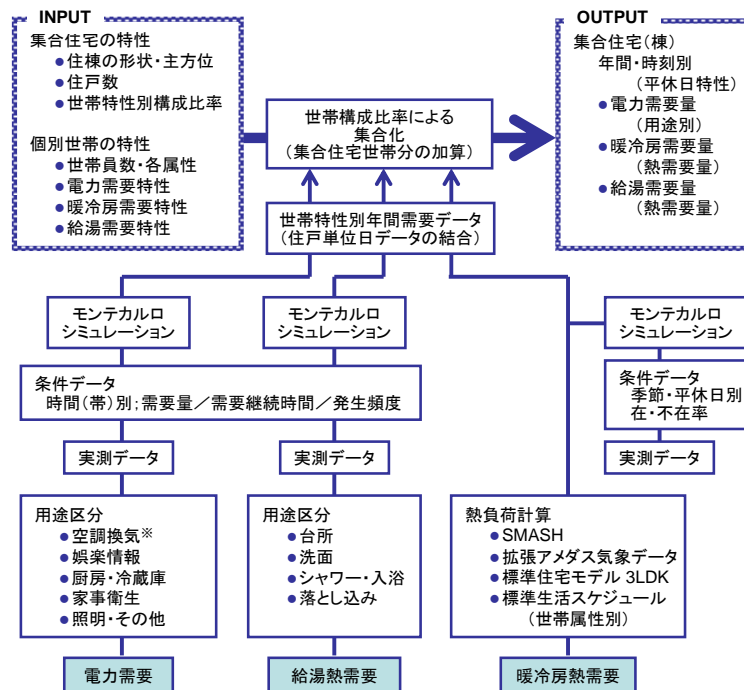 INPUT
集合住宅の特性
●住棟の形状・主方位
●住戸数
●世帯特性別構成比率
個別世帯の特性
●世帯員数・各属性
●電力需要特性
●暖冷房需要特性
●給湯需要特性
世帯構成比率による
集合化
(集合住宅世帯分の加算)
OUTPUT
集合住宅(棟)
年間・時刻別
(平休日特性)
●電力需要量
(用途別)
●暖冷房需要量
(熱需要量)
●給湯需要量
(熱需要量)
世帯特性別年間需要データ
(住戸単位日データの結合)
モンテカルロ
シミュレーション
モンテカルロ
シミュレーション
モンテカルロ
シミュレーション
条件データ
時間(帯)別;需要量／需要継続時間／発生頻度
条件データ
季節・平休日別
在・不在率
実測データ
実測データ
実測データ
用途区分
●空調換気※
●娯楽情報
●厨房・冷蔵庫
●家事衛生
●照明・その他
用途区分
●台所
●洗面
●シャワー・入浴
●落とし込み
熱負荷計算
●SMASH
●拡張アメダス気象データ
●標準住宅モデル 3LDK
●標準生活スケジュール
(世帯属性別)
電力需要
給湯熱需要
暖冷房熱需要